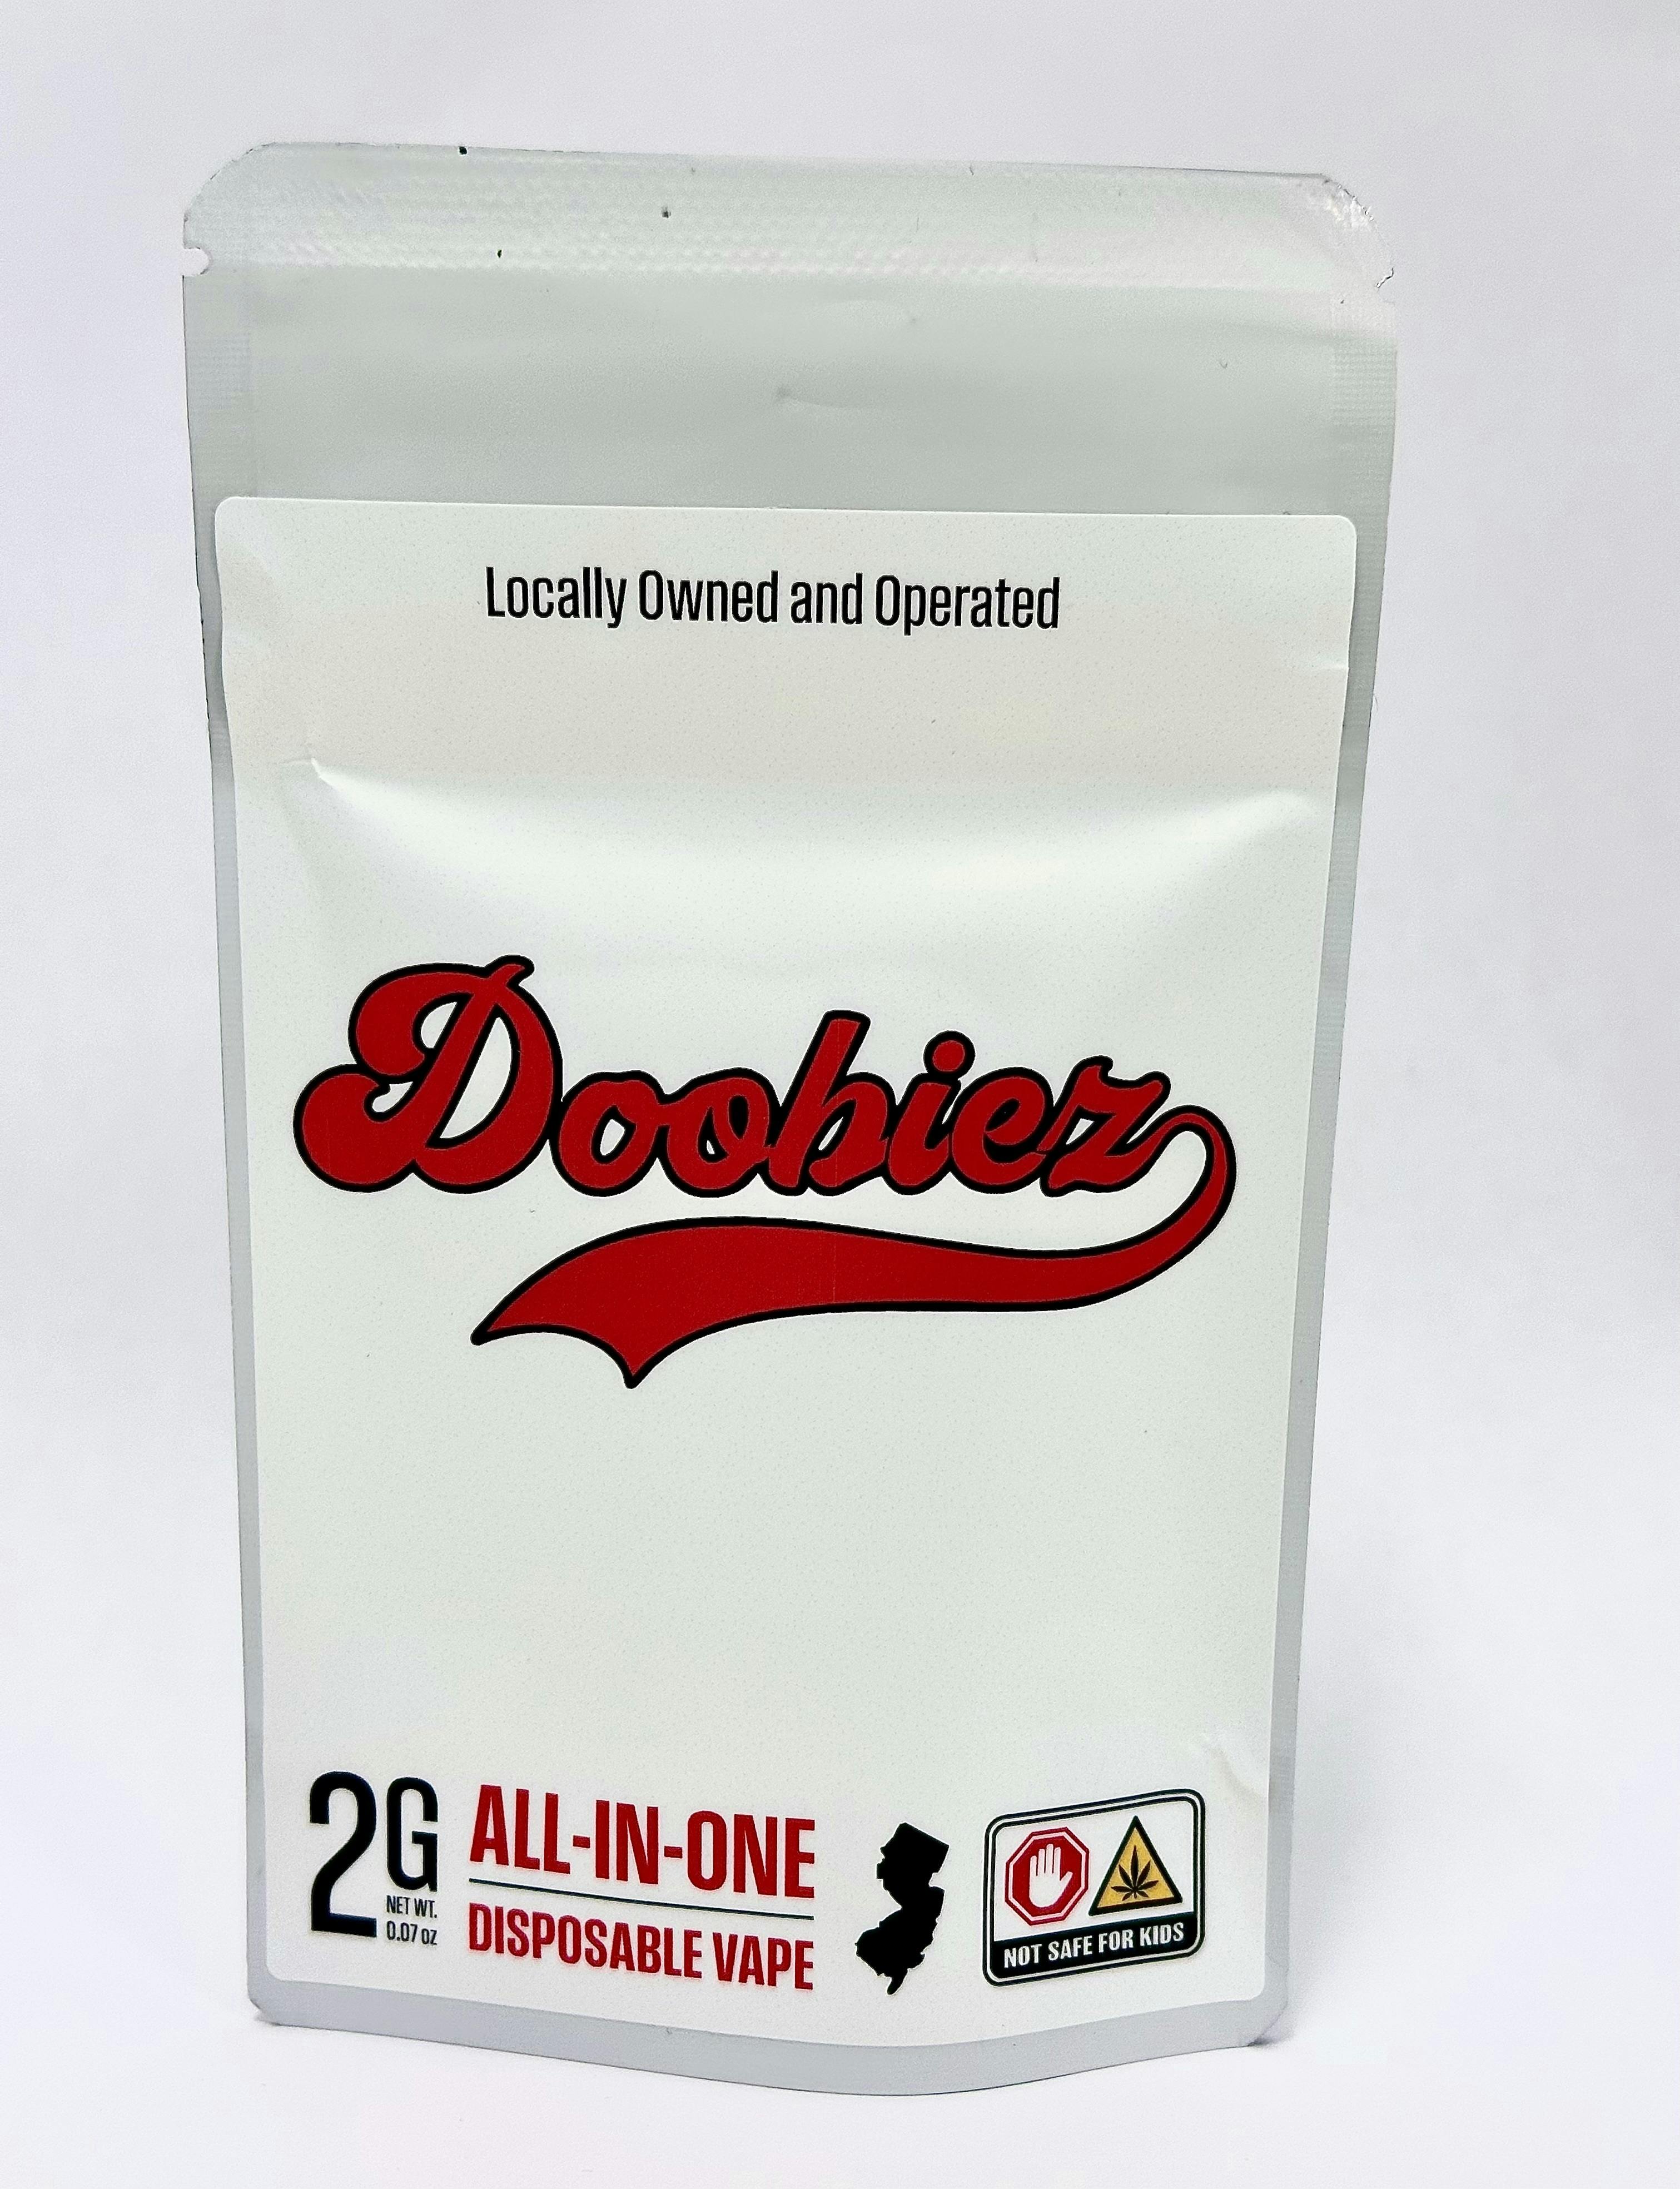 Locally Owned and Operated
Doobiez
2G
NET WT.
0.07 oz
ALL-IN-ONE
DISPOSABLE VAPE
NOT SAFE FOR KIDS